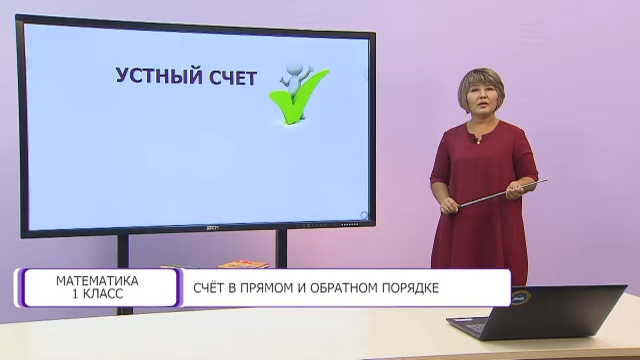 УСТНЫЙ СЧЕТ
МАТЕМАТИКА
1 КЛАСС
СЧЁТ В ПРЯМОМ И ОБРАТНОМ ПОРЯДКЕ